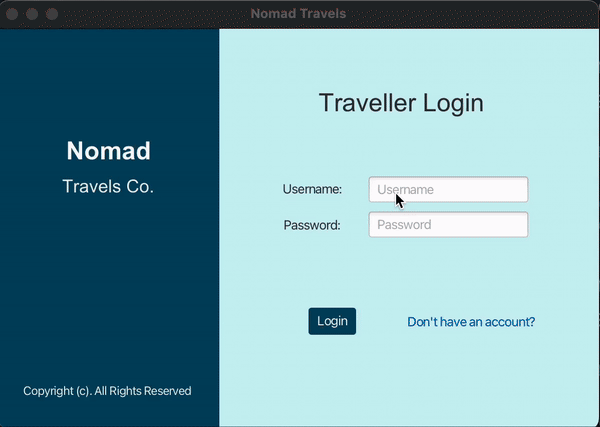 Nomad Travels
Nomad
Travels Co.
Copyright (c). All Rights Reserved
Traveller Login
Username: Username
Password: Password
Login Don't have an account?